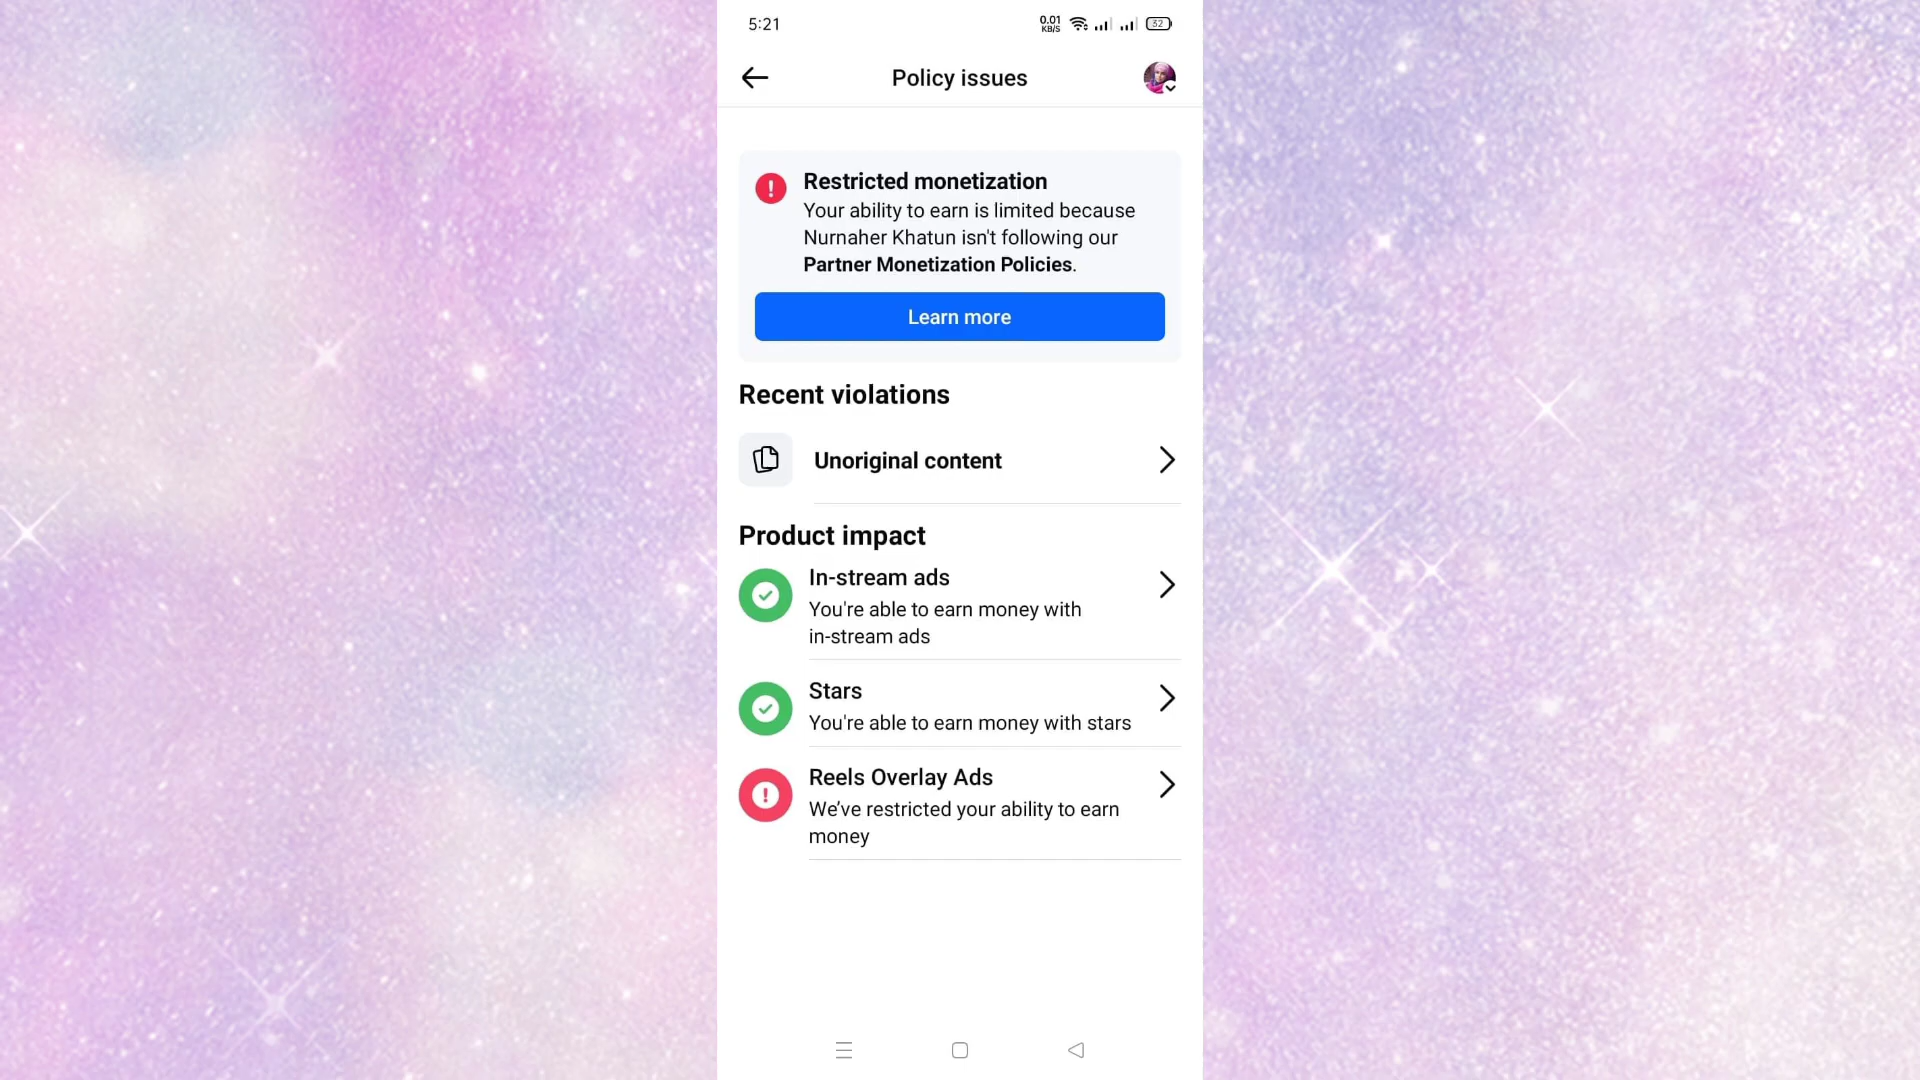 5:21
0.01
KB/S
32
Policy issues
Restricted monetization
Your ability to earn is limited because
Nurnaher Khatun isn't following our
Partner Monetization Policies.
Learn more
Recent violations
Unoriginal content
Product impact
In-stream ads
You're able to earn money with
in-stream ads
Stars
You're able to earn money with stars
Reels Overlay Ads
We’ve restricted your ability to earn
money